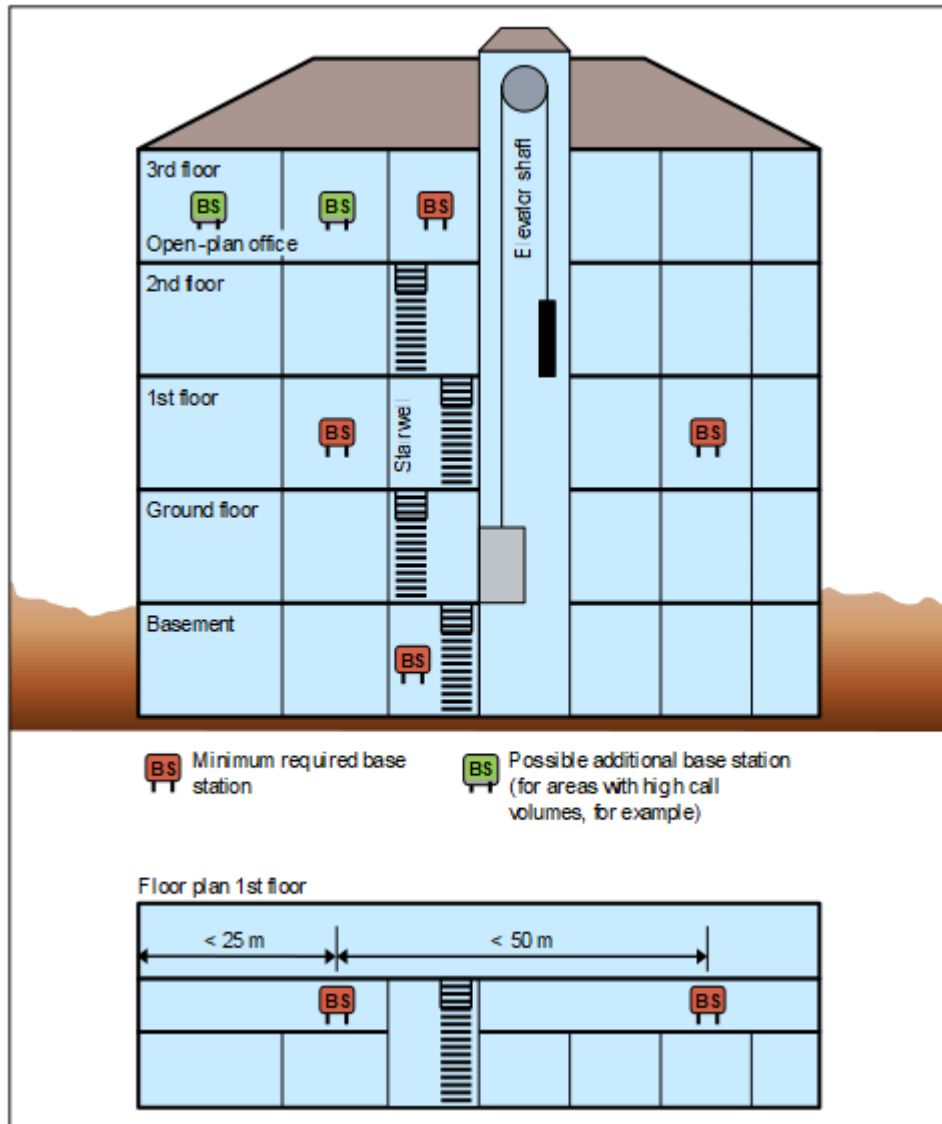 3rd floor
BS
BS
BS
Open-plan office
Elevator shaft
2nd floor
1st floor
BS
Stairwell
BS
Ground floor
Basement
BS
BS
Minimum required base
station
BS
Possible additional base station
(for areas with high call
volumes, for example)
Floor plan 1st floor
< 25 m
< 50 m
BS
BS